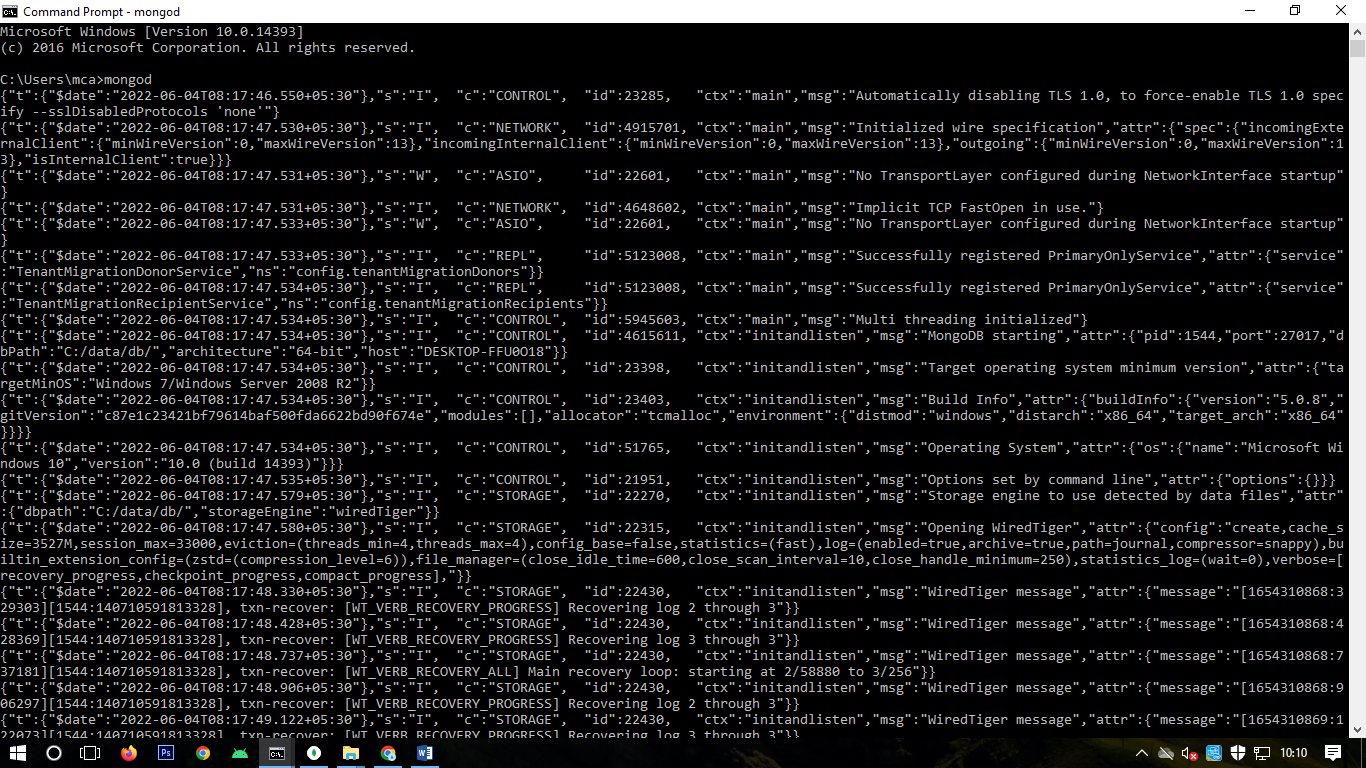 Command Prompt - mongod
Microsoft Windows [Version 10.0.14393]
(c) 2016 Microsoft Corporation. All rights reserved.
C:\Users\mca>mongod
{"t":{"$date":"2022-06-04T08:17:46.550+05:30"},"s":"I",  "c":"CONTROL",  "id":23285,   "ctx":"main","msg":"Automatically disabling TLS 1.0, to force-enable TLS 1.0 spec
ify --sslDisabledProtocols 'none'"}
{"t":{"$date":"2022-06-04T08:17:47.530+05:30"},"s":"I",  "c":"NETWORK",  "id":4915701, "ctx":"main","msg":"Initialized wire specification","attr":{"spec":{"incomingExte
rnalClient":{"minWireVersion":0,"maxWireVersion":13},"incomingInternalClient":{"minWireVersion":0,"maxWireVersion":13},"outgoing":{"minWireVersion":0,"maxWireVersion":1
3},"isInternalClient":true}}}
{"t":{"$date":"2022-06-04T08:17:47.531+05:30"},"s":"W",  "c":"ASIO",     "id":22601,   "ctx":"main","msg":"No TransportLayer configured during NetworkInterface startup"
}
{"t":{"$date":"2022-06-04T08:17:47.531+05:30"},"s":"I",  "c":"NETWORK",  "id":4648602, "ctx":"main","msg":"Implicit TCP FastOpen in use."}
{"t":{"$date":"2022-06-04T08:17:47.533+05:30"},"s":"W",  "c":"ASIO",     "id":22601,   "ctx":"main","msg":"No TransportLayer configured during NetworkInterface startup"
}
{"t":{"$date":"2022-06-04T08:17:47.533+05:30"},"s":"I",  "c":"REPL",     "id":5123008, "ctx":"main","msg":"Successfully registered PrimaryOnlyService","attr":{"service"
:"TenantMigrationDonorService","ns":"config.tenantMigrationDonors"}}
{"t":{"$date":"2022-06-04T08:17:47.534+05:30"},"s":"I",  "c":"REPL",     "id":5123008, "ctx":"main","msg":"Successfully registered PrimaryOnlyService","attr":{"service"
:"TenantMigrationRecipientService","ns":"config.tenantMigrationRecipients"}}
{"t":{"$date":"2022-06-04T08:17:47.534+05:30"},"s":"I",  "c":"CONTROL",  "id":5945603, "ctx":"main","msg":"Multi threading initialized"}
{"t":{"$date":"2022-06-04T08:17:47.534+05:30"},"s":"I",  "c":"CONTROL",  "id":4615611, "ctx":"initandlisten","msg":"MongoDB starting","attr":{"pid":1544,"port":27017,"d
bPath":"C:/data/db/","architecture":"64-bit","host":"DESKTOP-FFU0O18"}}
{"t":{"$date":"2022-06-04T08:17:47.534+05:30"},"s":"I",  "c":"CONTROL",  "id":23398,   "ctx":"initandlisten","msg":"Target operating system minimum version","attr":{"ta
rgetMinOS":"Windows 7/Windows Server 2008 R2"}}
{"t":{"$date":"2022-06-04T08:17:47.534+05:30"},"s":"I",  "c":"CONTROL",  "id":23403,   "ctx":"initandlisten","msg":"Build Info","attr":{"buildInfo":{"version":"5.0.8","
gitVersion":"c87e1c23421bf79614baf500fda6622bd90f674e","modules":[],"allocator":"tcmalloc","environment":{"distmod":"windows","distarch":"x86_64","target_arch":"x86_64"
}}}}
{"t":{"$date":"2022-06-04T08:17:47.534+05:30"},"s":"I",  "c":"CONTROL",  "id":51765,   "ctx":"initandlisten","msg":"Operating System","attr":{"os":{"name":"Microsoft Wi
ndows 10","version":"10.0 (build 14393)"}}}
{"t":{"$date":"2022-06-04T08:17:47.535+05:30"},"s":"I",  "c":"CONTROL",  "id":21951,   "ctx":"initandlisten","msg":"Options set by command line","attr":{"options":{}}}
{"t":{"$date":"2022-06-04T08:17:47.579+05:30"},"s":"I",  "c":"STORAGE",  "id":22270,   "ctx":"initandlisten","msg":"Storage engine to use detected by data files","attr"
:{"dbpath":"C:/data/db/","storageEngine":"wiredTiger"}}
{"t":{"$date":"2022-06-04T08:17:47.580+05:30"},"s":"I",  "c":"STORAGE",  "id":22315,   "ctx":"initandlisten","msg":"Opening WiredTiger","attr":{"config":"create,cache_s
ize=3527M,session_max=33000,eviction=(threads_min=4,threads_max=4),config_base=false,statistics=(fast),log=(enabled=true,archive=true,path=journal,compressor=snappy),bu
iltin_extension_config=(zstd=(compression_level=6)),file_manager=(close_idle_time=600,close_scan_interval=10,close_handle_minimum=250),statistics_log=(wait=0),verbose=[
recovery_progress,checkpoint_progress,compact_progress],"}}
{"t":{"$date":"2022-06-04T08:17:48.330+05:30"},"s":"I",  "c":"STORAGE",  "id":22430,   "ctx":"initandlisten","msg":"WiredTiger message","attr":{"message":"[1654310868:3
29303][1544:140710591813328], txn-recover: [WT_VERB_RECOVERY_PROGRESS] Recovering log 2 through 3"}}
{"t":{"$date":"2022-06-04T08:17:48.428+05:30"},"s":"I",  "c":"STORAGE",  "id":22430,   "ctx":"initandlisten","msg":"WiredTiger message","attr":{"message":"[1654310868:4
28369][1544:140710591813328], txn-recover: [WT_VERB_RECOVERY_PROGRESS] Recovering log 3 through 3"}}
{"t":{"$date":"2022-06-04T08:17:48.737+05:30"},"s":"I",  "c":"STORAGE",  "id":22430,   "ctx":"initandlisten","msg":"WiredTiger message","attr":{"message":"[1654310868:7
37181][1544:140710591813328], txn-recover: [WT_VERB_RECOVERY_ALL] Main recovery loop: starting at 2/58880 to 3/256"}}
{"t":{"$date":"2022-06-04T08:17:48.906+05:30"},"s":"I",  "c":"STORAGE",  "id":22430,   "ctx":"initandlisten","msg":"WiredTiger message","attr":{"message":"[1654310868:9
06297][1544:140710591813328], txn-recover: [WT_VERB_RECOVERY_PROGRESS] Recovering log 2 through 3"}}
{"t":{"$date":"2022-06-04T08:17:49.122+05:30"},"s":"I",  "c":"STORAGE",  "id":22430,   "ctx":"initandlisten","msg":"WiredTiger message","attr":{"message":"[1654310869:1
22073][1544:140710591813328], txn-recover: [WT_VERB_RECOVERY_PROGRESS] Recovering log 3 through 3"}}
10:10